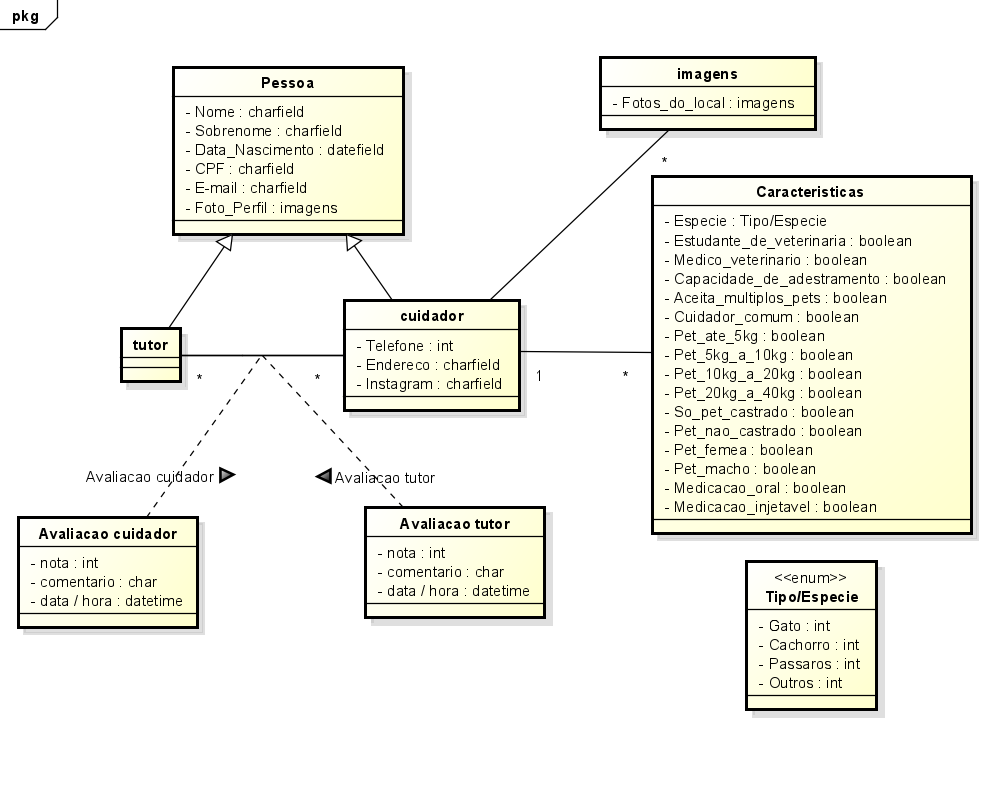 pkg
Pessoa
- Nome : charfield
- Sobrenome : charfield
- Data_Nascimento : datefield
- CPF : charfield
- E-mail : charfield
- Foto_Perfil : imagens
imagens
- Fotos_do_local : imagens
*
Caracteristicas
- Especie : Tipo/Especie
- Estudante_de_veterinaria : boolean
- Medico_veterinario : boolean
- Capacidade_de_adestramento : boolean
- Aceita_multiplos_pets : boolean
- Cuidador_comum : boolean
- Pet_ate_5kg : boolean
- Pet_5kg_a_10kg : boolean
- Pet_10kg_a_20kg : boolean
- Pet_20kg_a_40kg : boolean
- So_pet_castrado : boolean
- Pet_nao_castrado : boolean
- Pet_femea : boolean
- Pet_macho : boolean
- Medicacao_oral : boolean
- Medicacao_injetavel : boolean
tutor
cuidador
- Telefone : int
- Endereco : charfield
- Instagram : charfield
*
*
1
*
Avaliacao cuidador
Avaliacao tutor
Avaliacao cuidador
- nota : int
- comentario : char
- data / hora : datetime
Avaliacao tutor
- nota : int
- comentario : char
- data / hora : datetime
<<enum>>
Tipo/Especie
- Gato : int
- Cachorro : int
- Passaros : int
- Outros : int